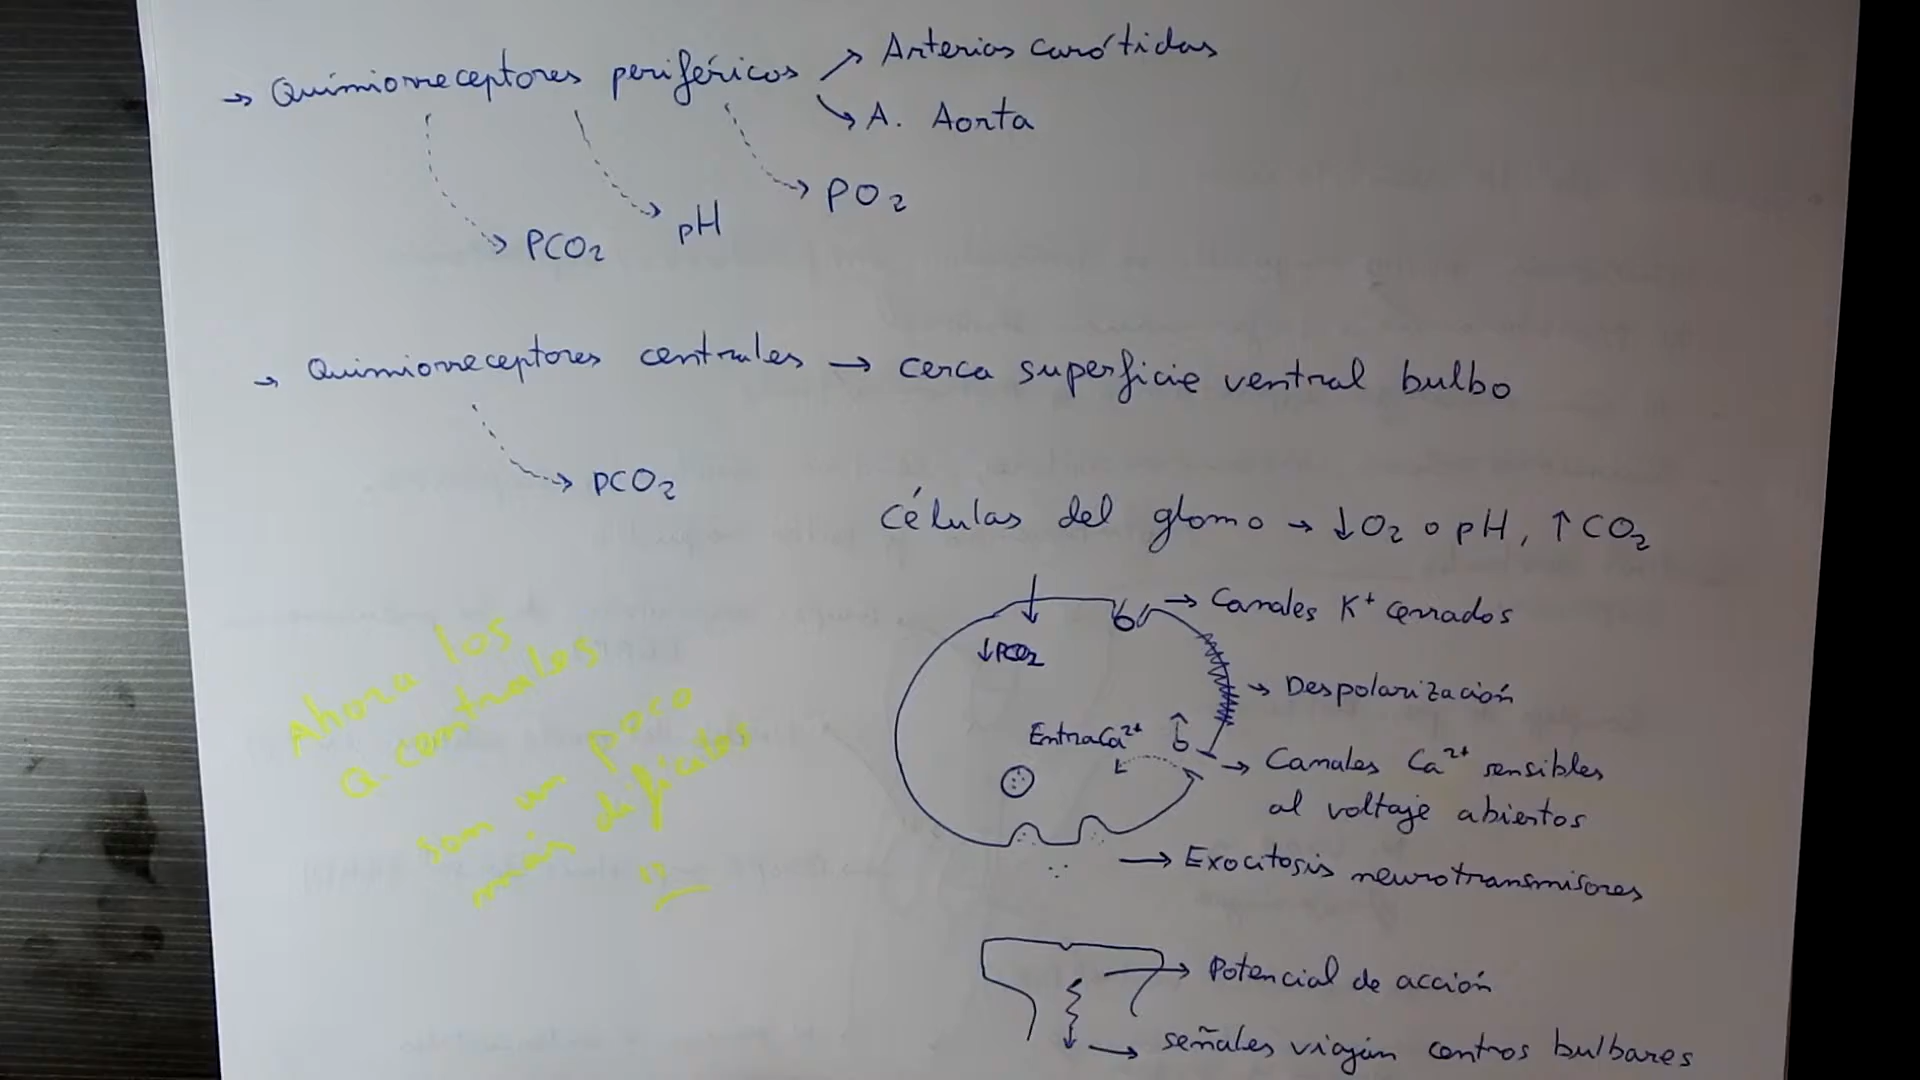 → Quimiorreceptores periféricos ↗ Arterias carótidas
↘ A. Aorta
PO₂
pH
PCO₂
→ Quimiorreceptores centrales → cerca superficie ventral bulbo
PCO₂
Células del glomo → ↓O₂ o pH, ↑CO₂
→ Canales K⁺ cerrados
Ahora los
Q. centrales
son un poco
más difíciles
→ Despolarización
Entra Ca²⁺
→ Canales Ca²⁺ sensibles
al voltaje abiertos
→ Exocitosis neurotransmisores
→ Potencial de acción
→ señales viajan centros bulbares